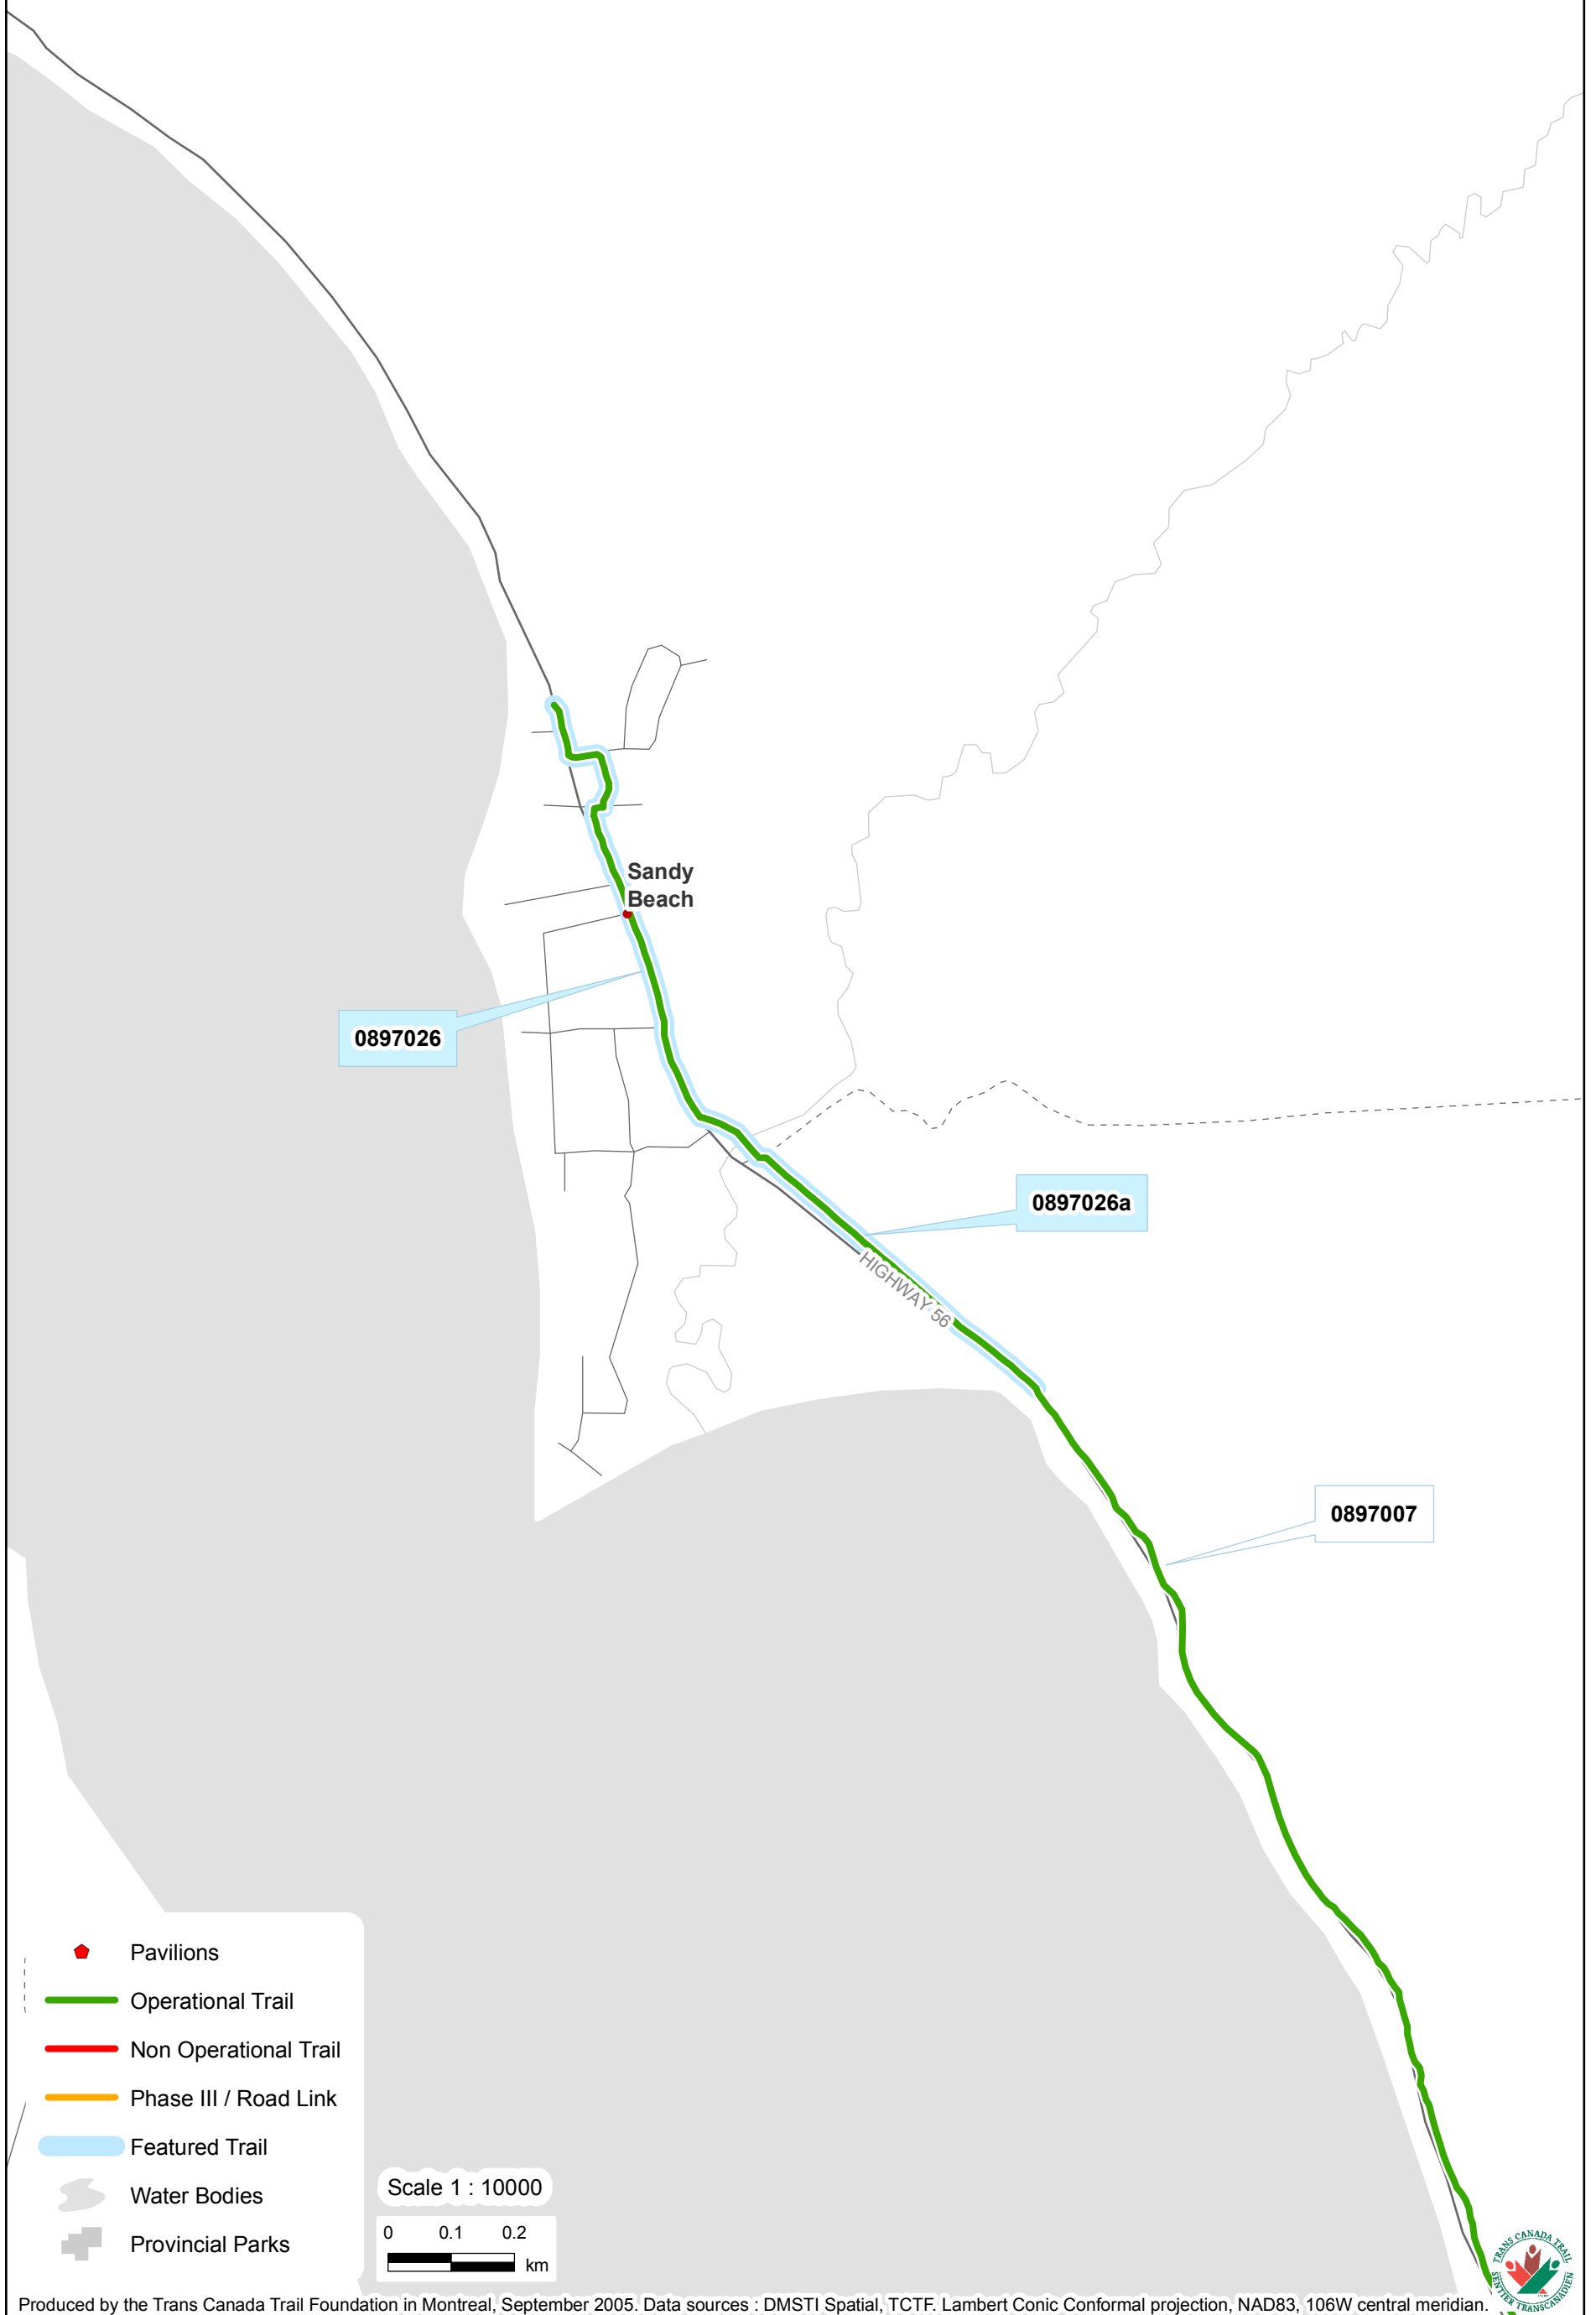 Sandy
Beach
0897026
0897026a
HIGHWAY 56
0897007
Pavilions
Operational Trail
Non Operational Trail
Phase III / Road Link
Featured Trail
Water Bodies
Provincial Parks
Scale 1 : 10000
0 0.1 0.2
km
TRANS CANADA TRAIL
SENTIER TRANSCANADIEN
Produced by the Trans Canada Trail Foundation in Montreal, September 2005. Data sources : DMSTI Spatial, TCTF. Lambert Conic Conformal projection, NAD83, 106W central meridian.